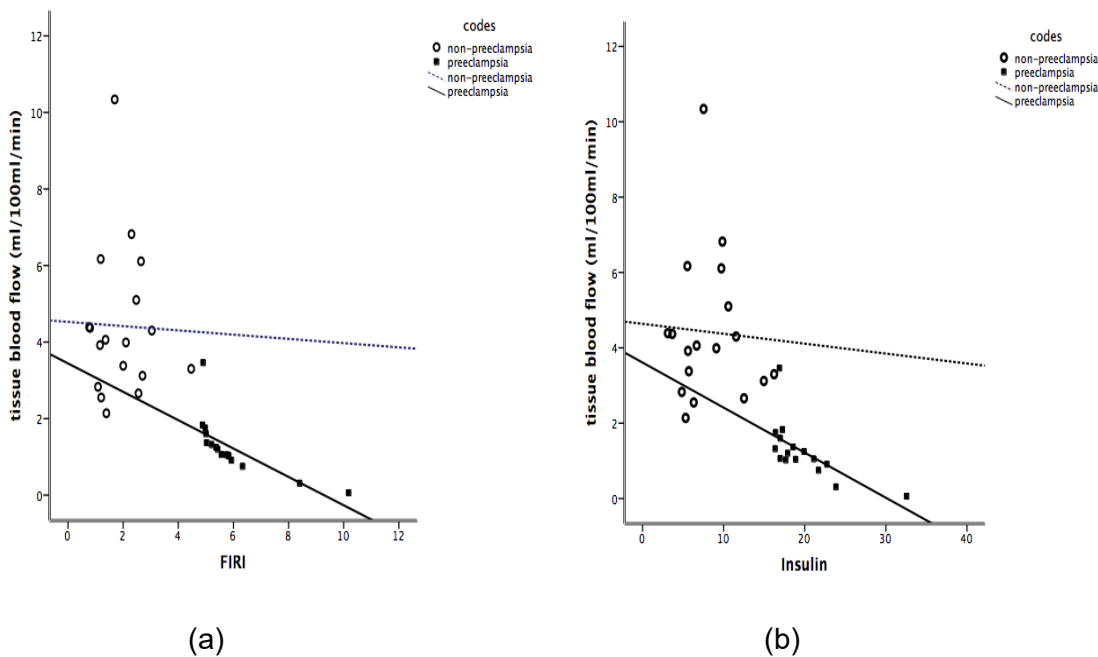 codes
non-preeclampsia
preeclampsia
non-preeclampsia
preeclampsia
tissue blood flow (ml/100ml/min)
12
10
8
6
4
2
0
0 2 4 6 8 10 12
FIRI
(a)
codes
non-preeclampsia
preeclampsia
non-preeclampsia
preeclampsia
tissue blood flow (ml/100ml/min)
12
10
8
6
4
2
0
0 10 20 30 40
Insulin
(b)